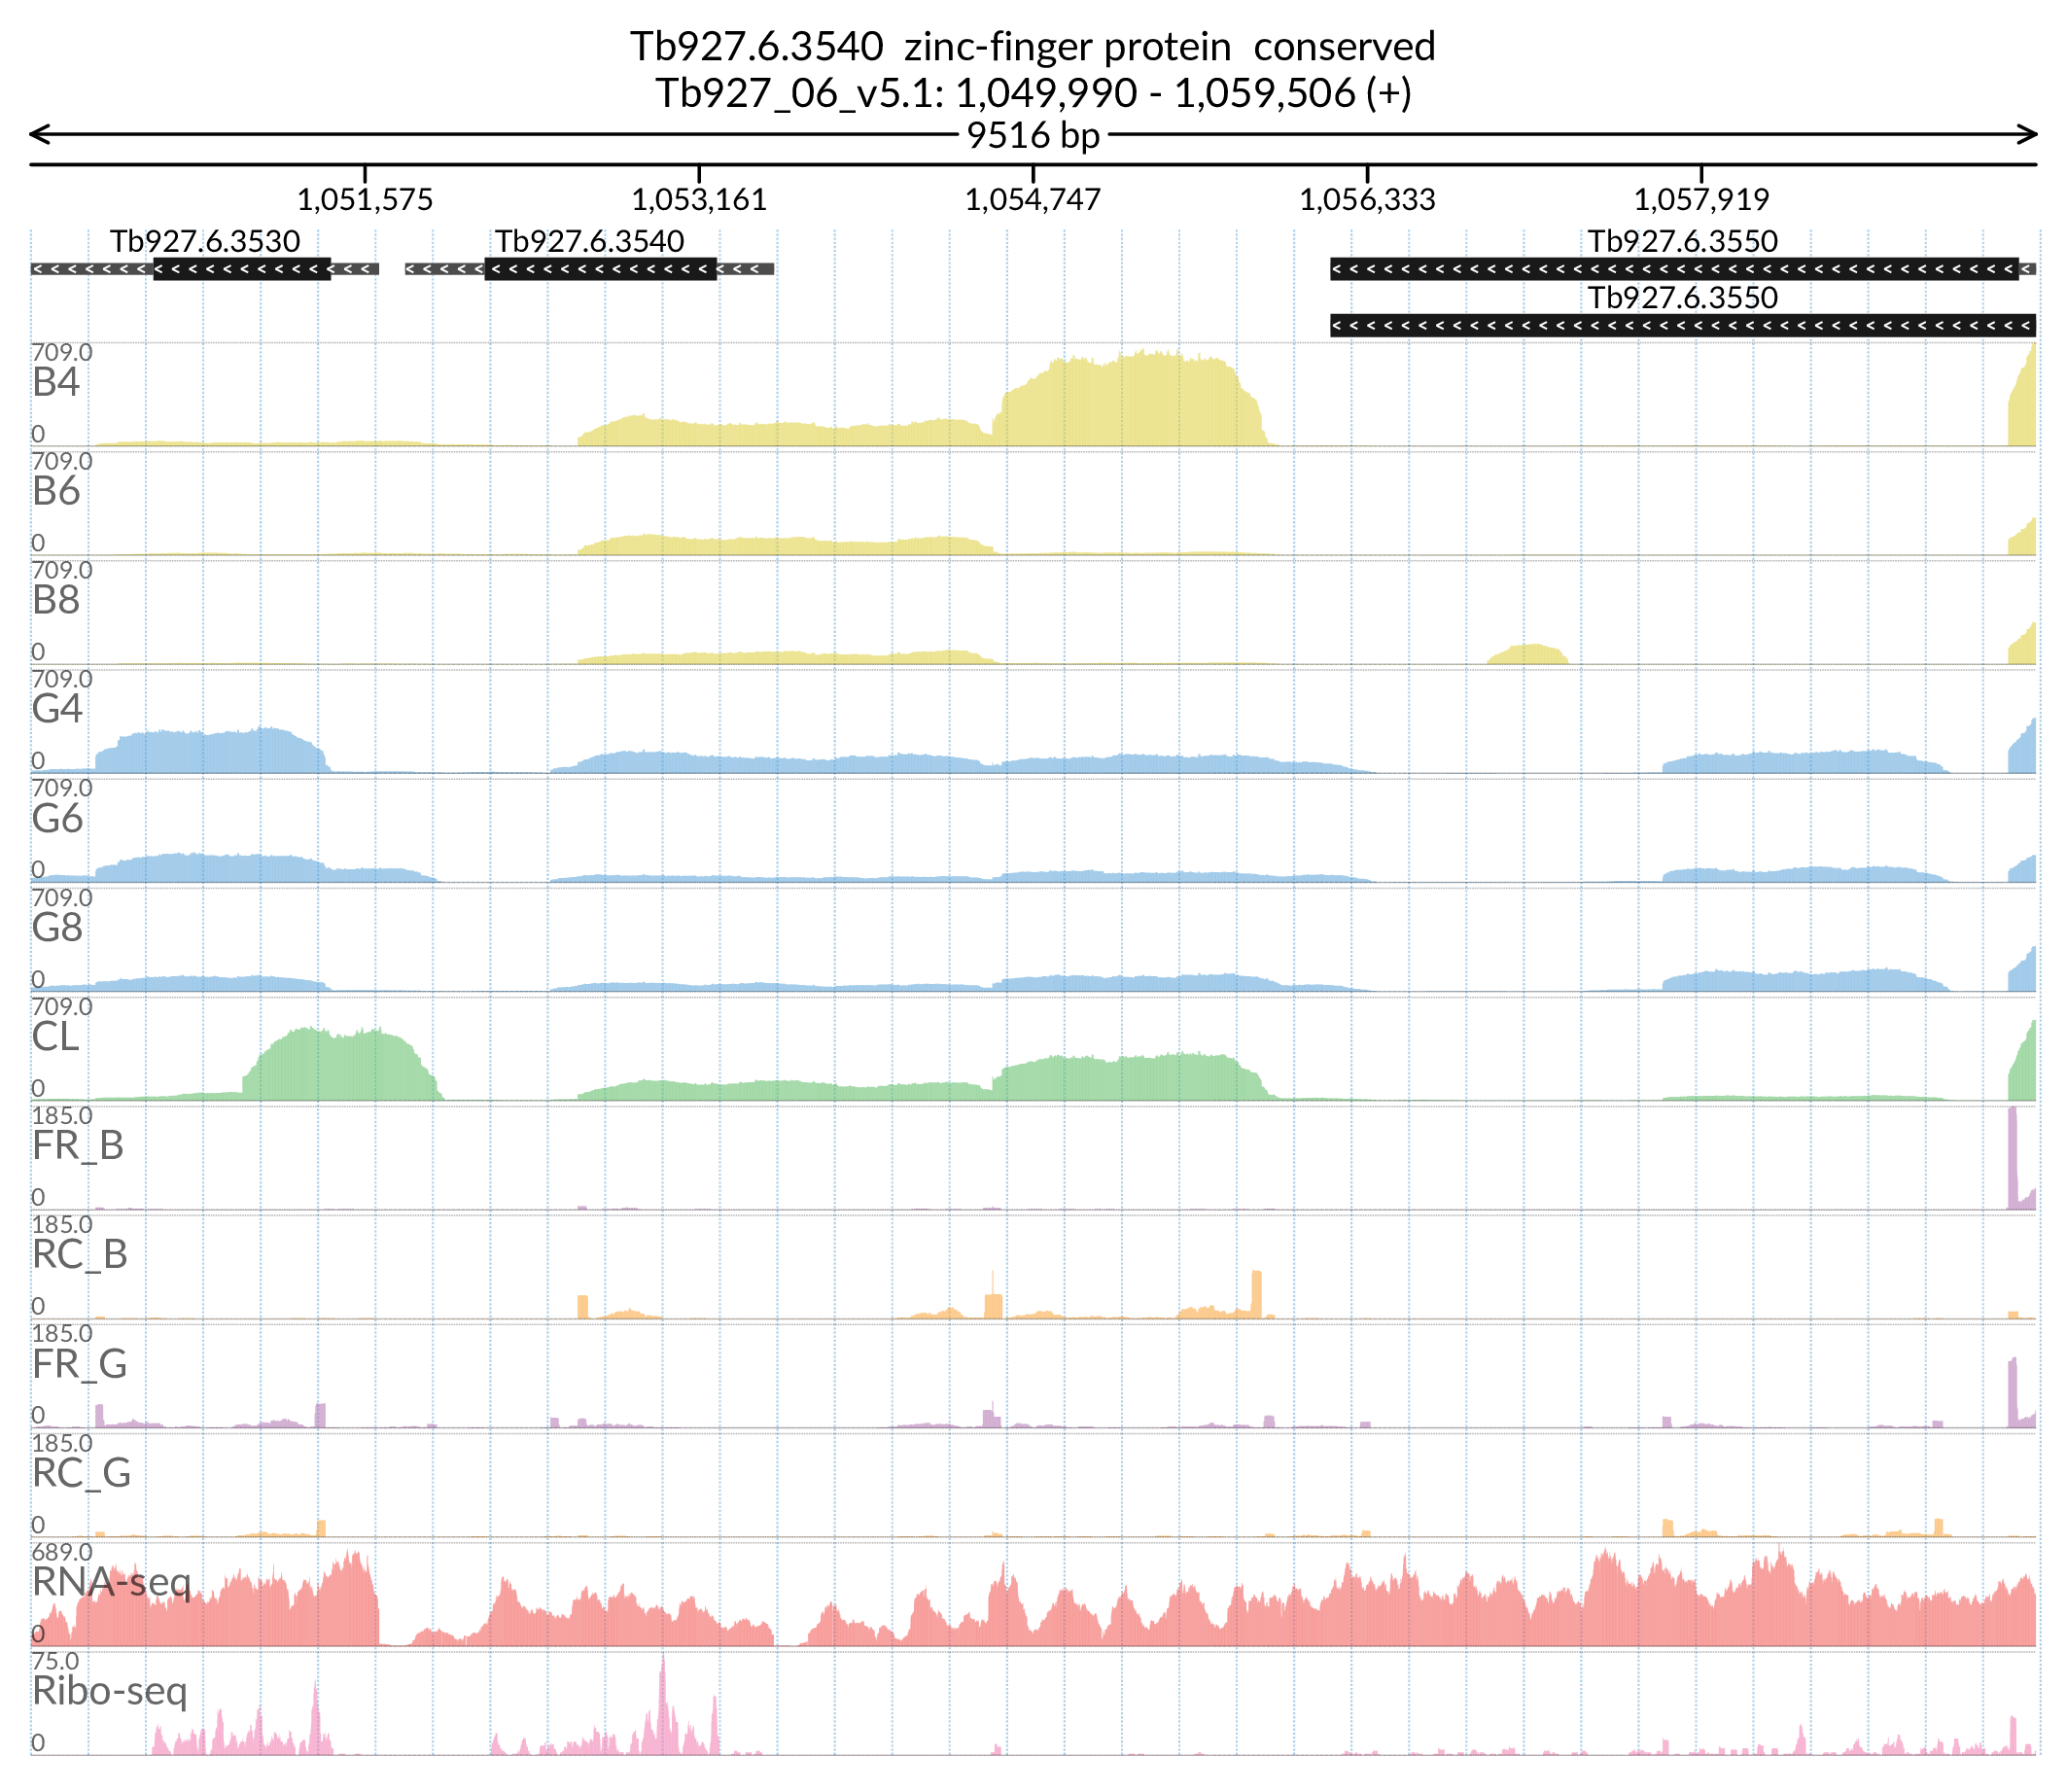 Tb927.6.3540  zinc-finger protein  conserved
Tb927_06_v5.1: 1,049,990 - 1,059,506 (+)
9516 bp
1,051,575 1,053,161 1,054,747 1,056,333 1,057,919
Tb927.6.3530 Tb927.6.3540 Tb927.6.3550
Tb927.6.3550
709.0
B4
0
709.0
B6
0
709.0
B8
0
709.0
G4
0
709.0
G6
0
709.0
G8
0
709.0
CL
0
185.0
FR_B
0
185.0
RC_B
0
185.0
FR_G
0
185.0
RC_G
0
689.0
RNA-seq
0
75.0
Ribo-seq
0